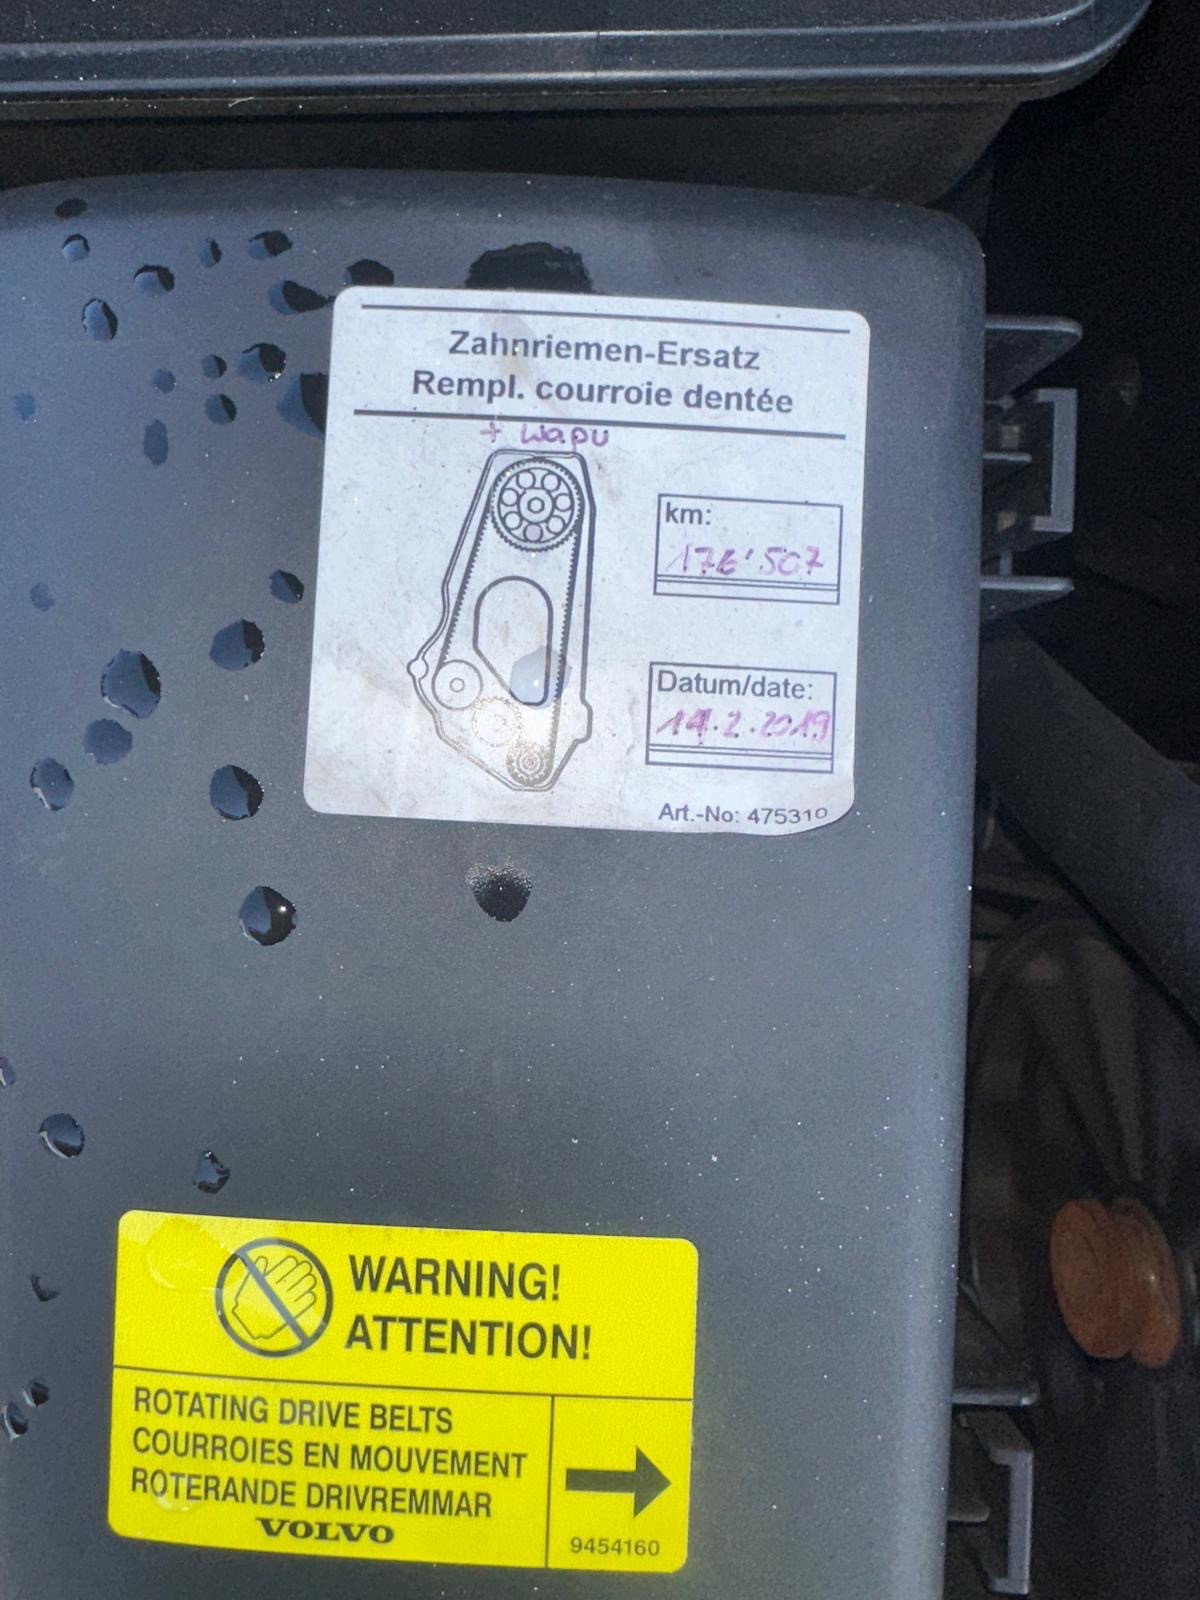 Zahnriemen-Ersatz
Rempl. courroie dentée
+ Wapu
km:
176'507
Datum/date:
14.2.2019
Art.-No: 475310
WARNING!
ATTENTION!
ROTATING DRIVE BELTS
COURROIES EN MOUVEMENT
ROTERANDE DRIVREMMAR
VOLVO
9454160